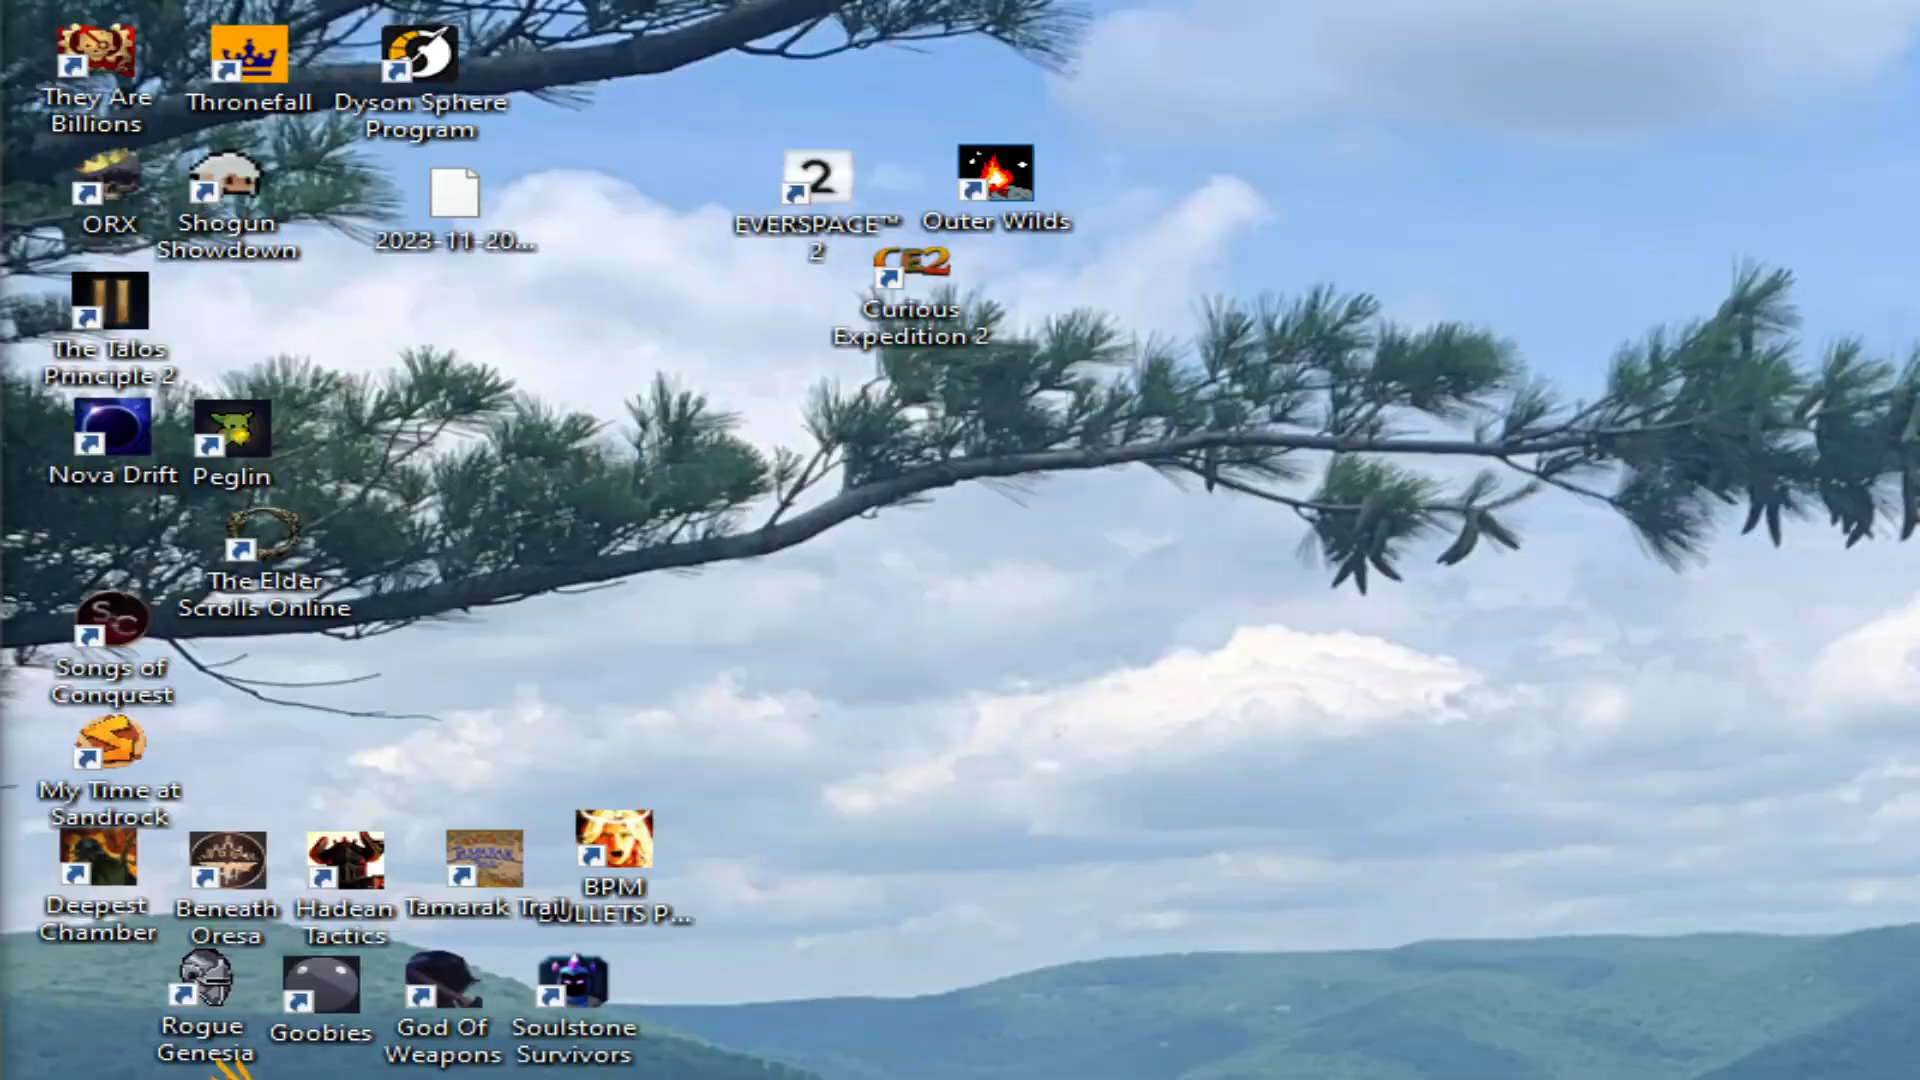 They Are
Billions
Thronefall
Dyson Sphere
Program
ORX
Shogun
Showdown
2023-11-20...
2
EVERSPACE™
2
Outer Wilds
CE2
Curious
Expedition 2
The Talos
Principle 2
Nova Drift
Peglin
The Elder
Scrolls Online
SC
Songs of
Conquest
My Time at
Sandrock
Deepest
Chamber
Beneath
Oresa
Hadean
Tactics
TAMARAK
Tamarak Trail
BPM
BULLETS P...
Rogue
Genesia
Goobies
God Of
Weapons
Soulstone
Survivors